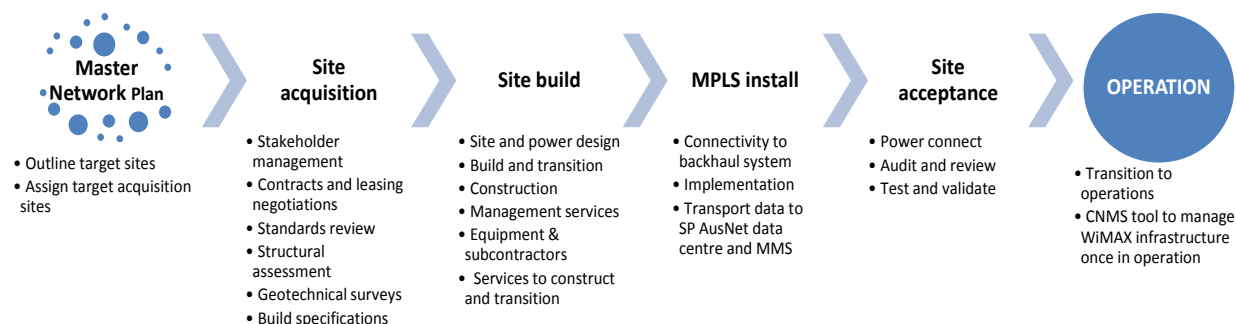 Master
Network Plan
• Outline target sites
• Assign target acquisition
sites
Site
acquisition
• Stakeholder
management
• Contracts and leasing
negotiations
• Standards review
• Structural
assessment
• Geotechnical surveys
• Build specifications
Site build
• Site and power design
• Build and transition
• Construction
• Management services
• Equipment &
subcontractors
• Services to construct
and transition
MPLS install
• Connectivity to
backhaul system
• Implementation
• Transport data to
SP AusNet data
centre and MMS
Site
acceptance
• Power connect
• Audit and review
• Test and validate
OPERATION
• Transition to
operations
• CNMS tool to manage
WiMAX infrastructure
once in operation